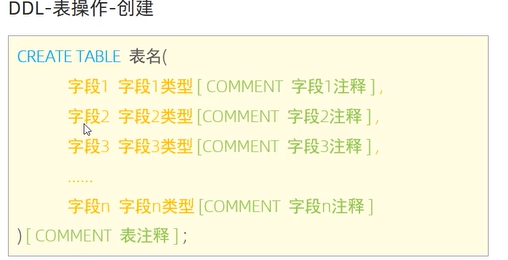 DDL-表操作-创建
CREATE TABLE 表名(
字段1 字段1类型 [ COMMENT 字段1注释 ] ,
字段2 字段2类型 [COMMENT 字段2注释 ] ,
字段3 字段3类型 [COMMENT 字段3注释 ] ,
......
字段n 字段n类型 [COMMENT 字段n注释 ]
) [ COMMENT 表注释 ] ;